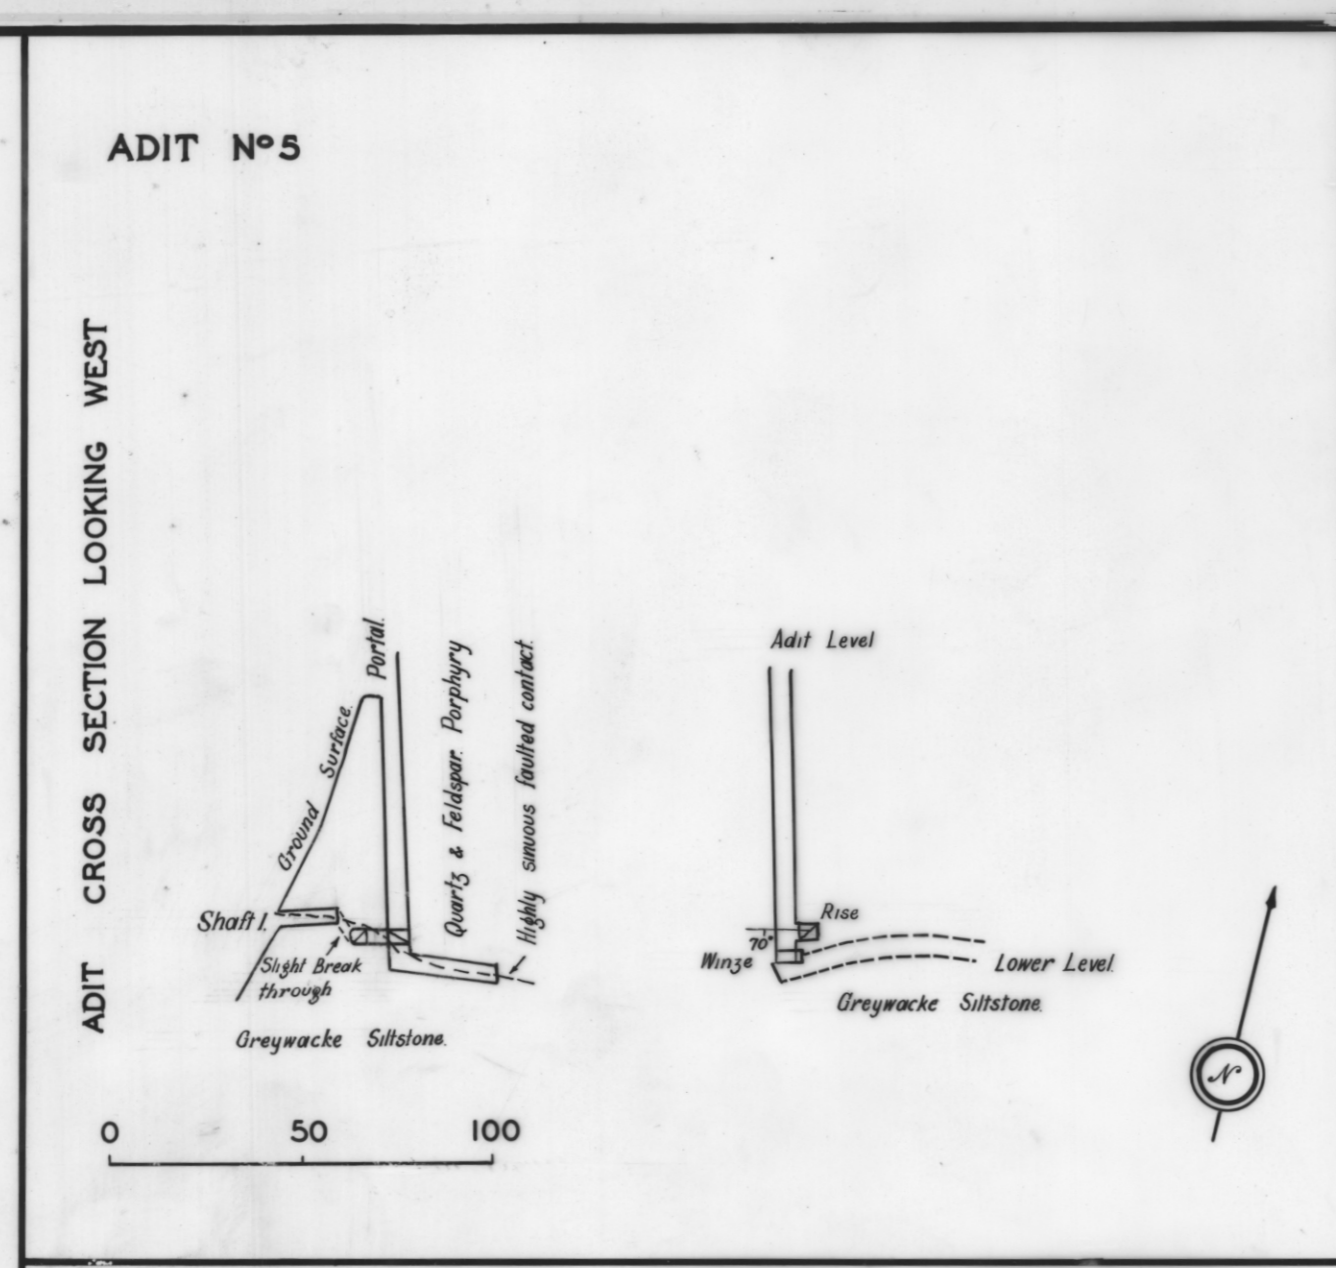 ADIT Nº5
ADIT CROSS SECTION LOOKING WEST
Portal.
Ground Surface.
Quartz & Feldspar. Porphyry
Highly sinuous faulted contact.
Shaft 1.
Slight Break
through
Greywacke Siltstone.
0 50 100
Adit Level
Rise
70°
Winze
Lower Level.
Greywacke Siltstone.
N